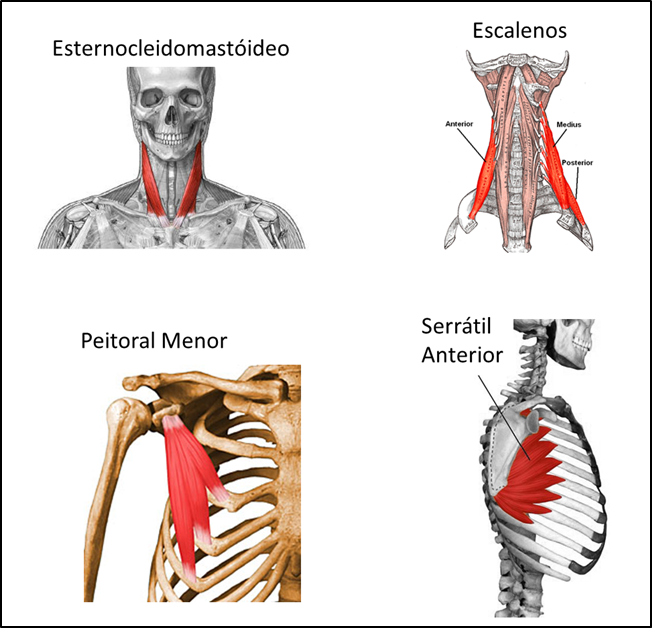 Esternocleidomastóideo
Escalenos
Anterior
Medius
Posterior
Peitoral Menor
Serrátil
Anterior